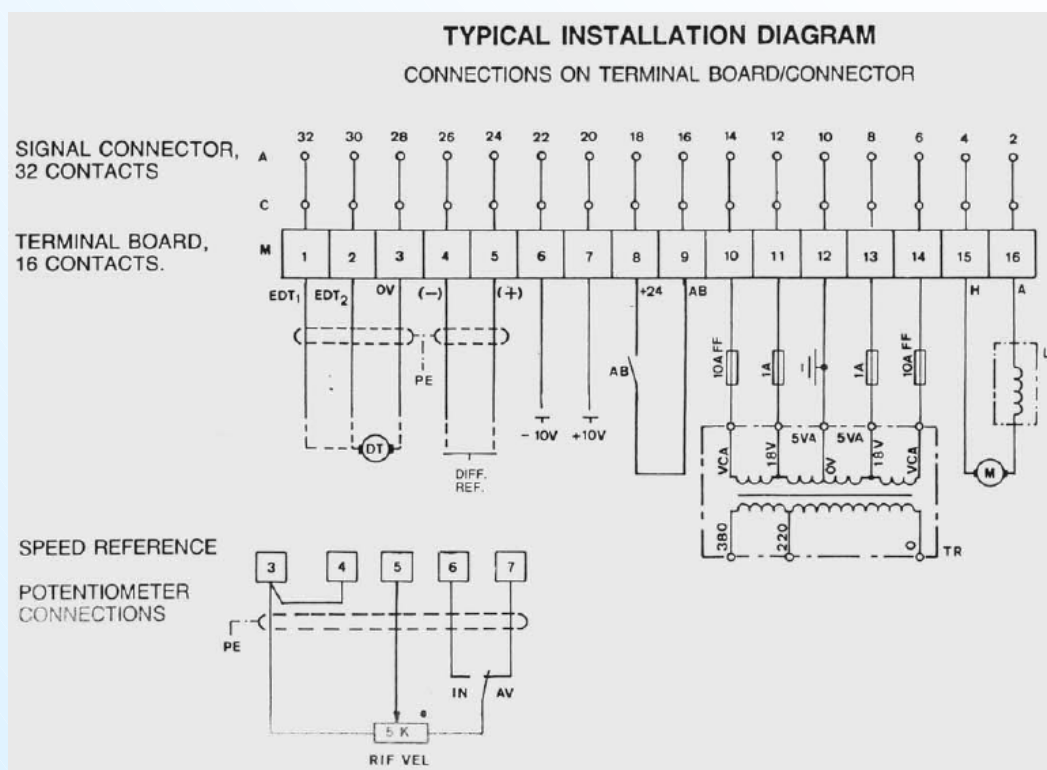 TYPICAL INSTALLATION DIAGRAM
CONNECTIONS ON TERMINAL BOARD/CONNECTOR
32 30 28 26 24 22 20 18 16 14 12 10 8 6 4 2
SIGNAL CONNECTOR, A
32 CONTACTS
C
TERMINAL BOARD, M
16 CONTACTS.
1 2 3 4 5 6 7 8 9 10 11 12 13 14 15 16
EDT1 EDT2 0V (-) (+) +24 AB H A
10A FF 1A 1A 10A FF L
PE AB
- 10V +10V
DT
DIFF.
REF.
5VA 5VA
VCA 18V 0V 18V VCA
M
380 220 0
TR
SPEED REFERENCE
3 4 5 6 7
POTENTIOMETER
CONNECTIONS
PE
IN AV
5 K
RIF VEL